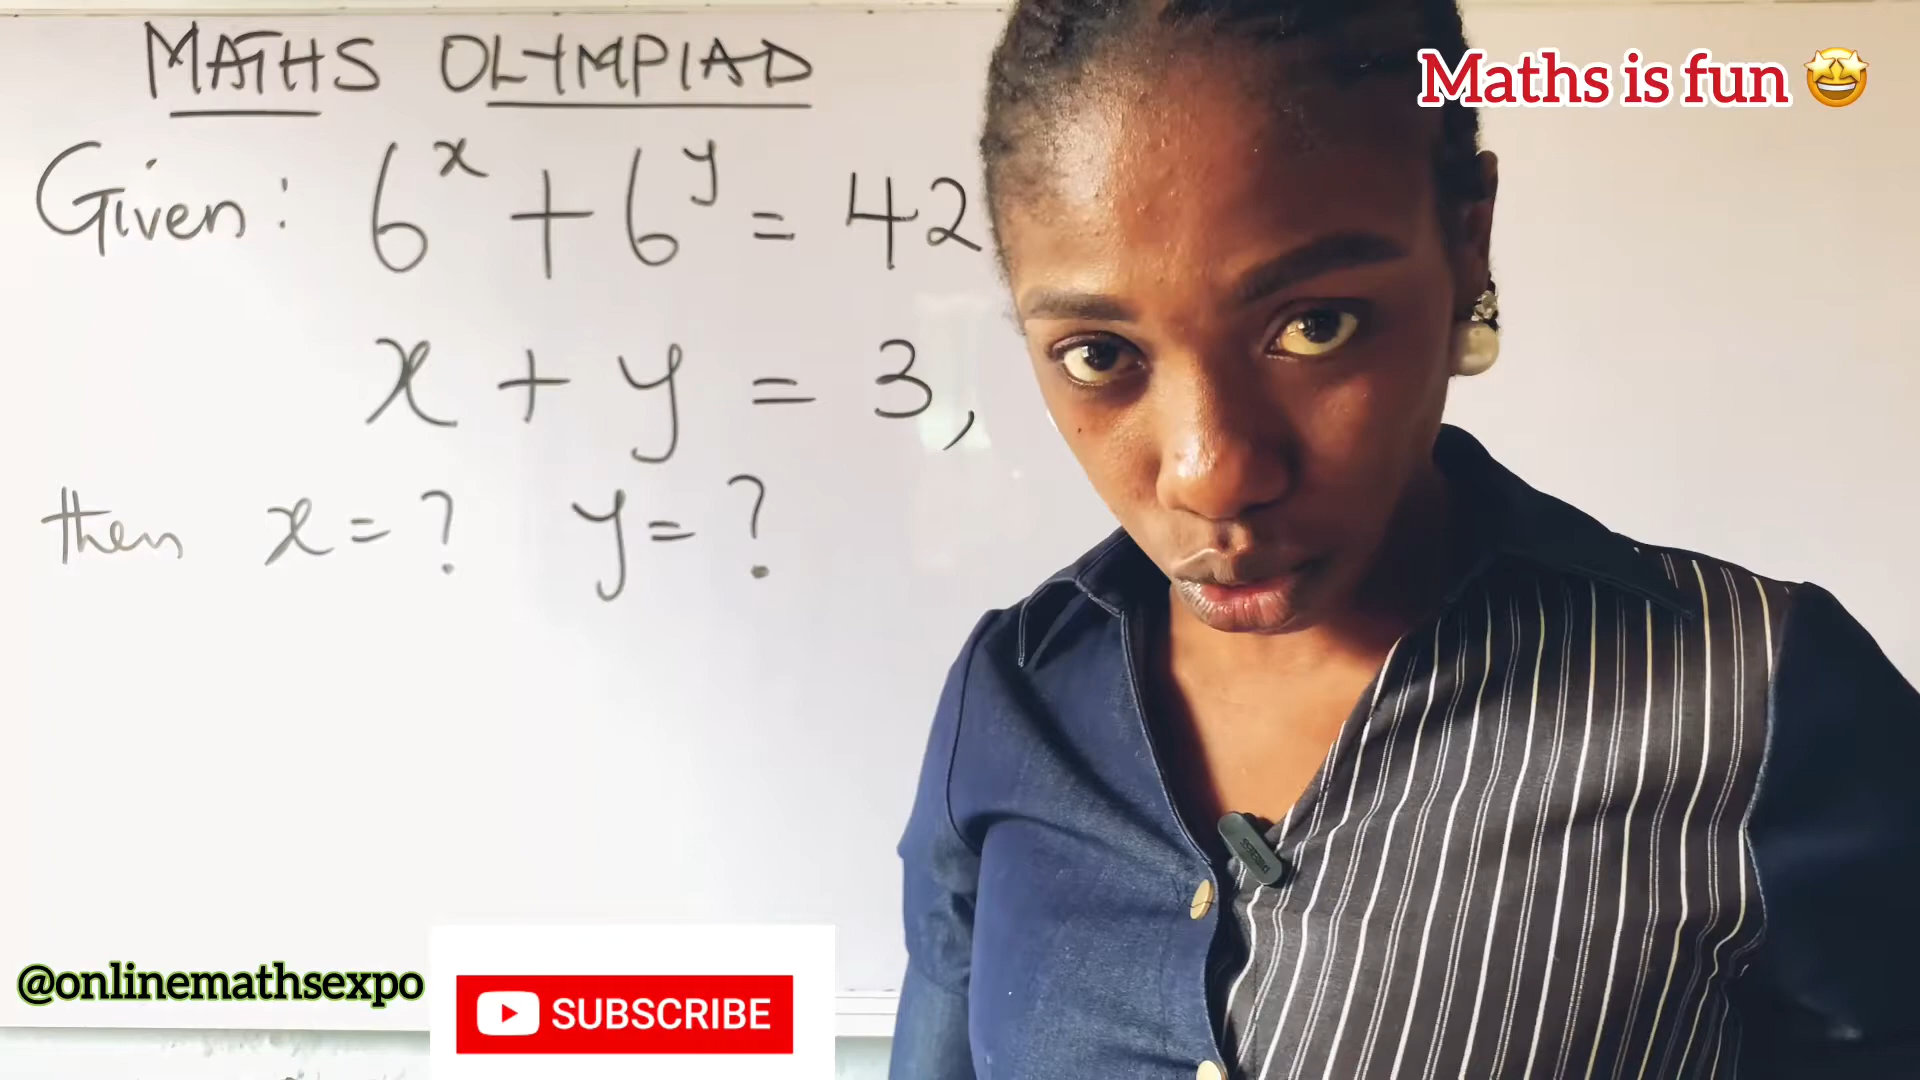 MATHS OLYMPIAD
Maths is fun 🤩
Given: 6^x + 6^y = 42
x + y = 3,
then x = ? y = ?
@onlinemathsexpo
SUBSCRIBE